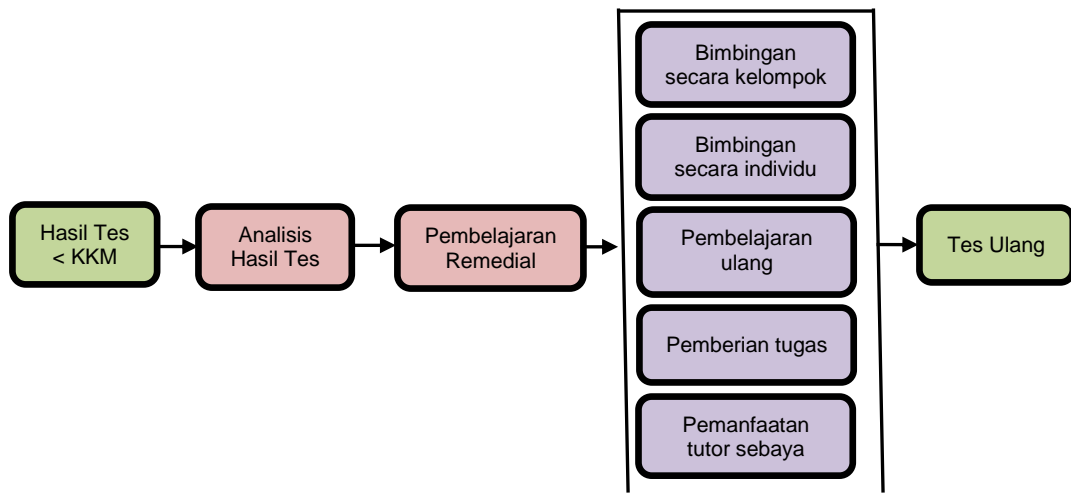 Hasil Tes
< KKM
Analisis
Hasil Tes
Pembelajaran
Remedial
Bimbingan
secara kelompok
Bimbingan
secara individu
Pembelajaran
ulang
Pemberian tugas
Pemanfaatan
tutor sebaya
Tes Ulang